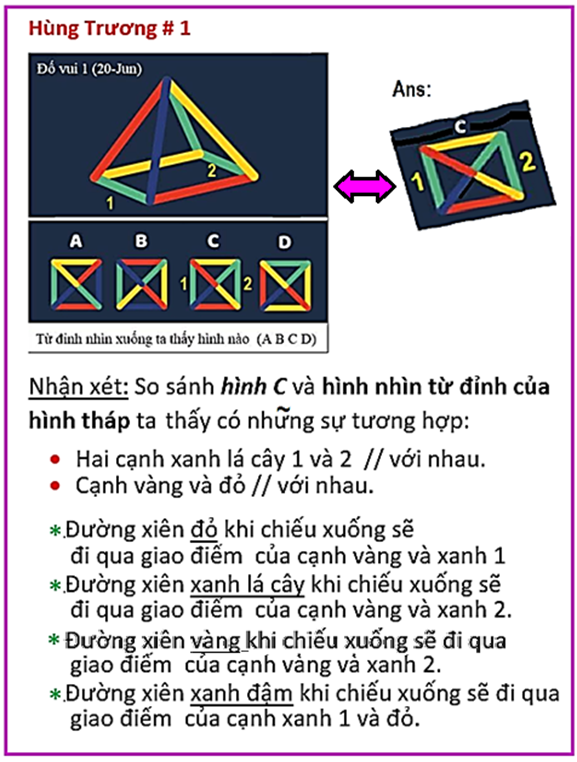 Hùng Trương # 1
Đố vui 1 (20-Jun)
2
1
Ans:
C
1
2
A B C D
1 2
Từ đỉnh nhìn xuống ta thấy hình nào (A B C D)
Nhận xét: So sánh hình C và hình nhìn từ đỉnh của
hình tháp ta thấy có những sự tương hợp:
• Hai cạnh xanh lá cây 1 và 2 // với nhau.
• Cạnh vàng và đỏ // với nhau.
*.Đường xiên đỏ khi chiếu xuống sẽ
đi qua giao điểm của cạnh vàng và xanh 1
*.Đường xiên xanh lá cây khi chiếu xuống sẽ
đi qua giao điểm của cạnh vàng và xanh 2.
* Đường xiên vàng khi chiếu xuống sẽ đi qua
giao điểm của cạnh vàng và xanh 2.
*.Đường xiên xanh đậm khi chiếu xuống sẽ đi qua
giao điểm của cạnh xanh 1 và đỏ.